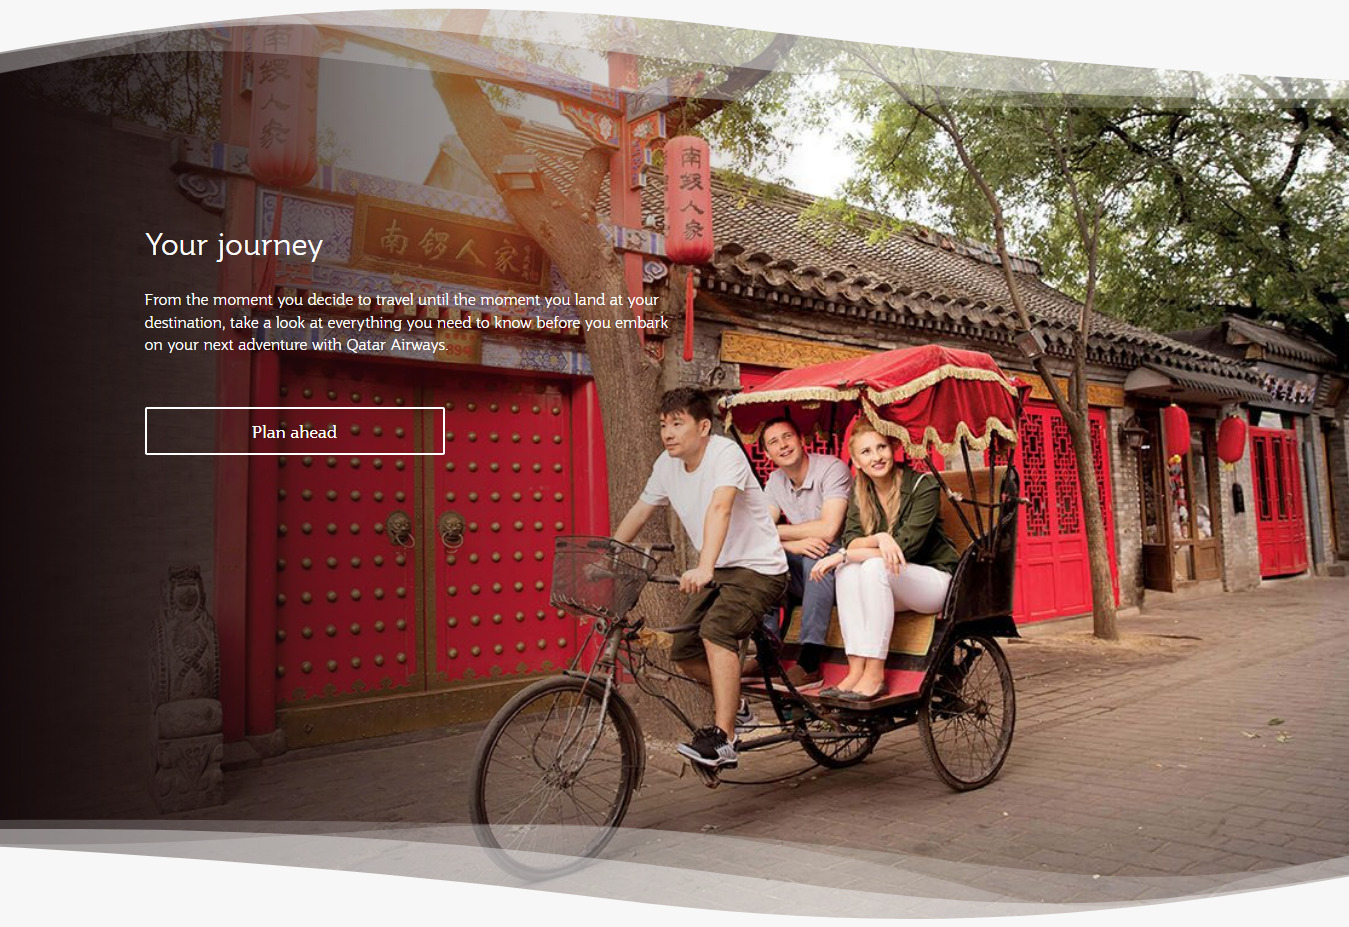 南锣人家
南锣人家
南锣人家
Your journey
From the moment you decide to travel until the moment you land at your
destination, take a look at everything you need to know before you embark
on your next adventure with Qatar Airways.
Plan ahead